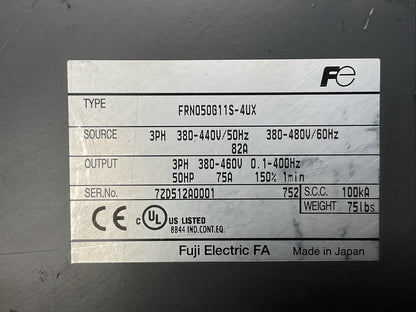 Fe
TYPE FRN050G11S-4UX
SOURCE 3PH 380-440V/50Hz 380-480V/60Hz
82A
OUTPUT 3PH 380-460V 0.1-400Hz
50HP 75A 150% 1min
SER.No. 7ZD512A0001 752 S.C.C. 100kA
WEIGHT 75lbs
CE c UL US LISTED
8B44 IND.CONT.EQ.
Fuji Electric FA Made in Japan